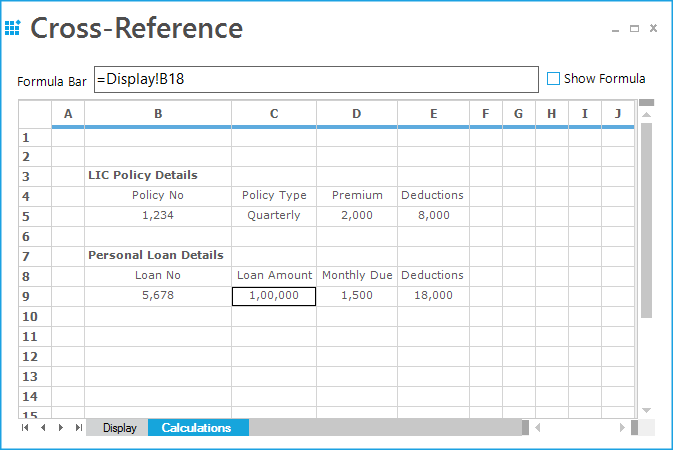 Cross-Reference
Formula Bar =Display!B18 Show Formula
A B C D E F G H I J
1
2
3 LIC Policy Details
4 Policy No Policy Type Premium Deductions
5 1,234 Quarterly 2,000 8,000
6
7 Personal Loan Details
8 Loan No Loan Amount Monthly Due Deductions
9 5,678 1,00,000 1,500 18,000
10
11
12
13
14
15
Display Calculations